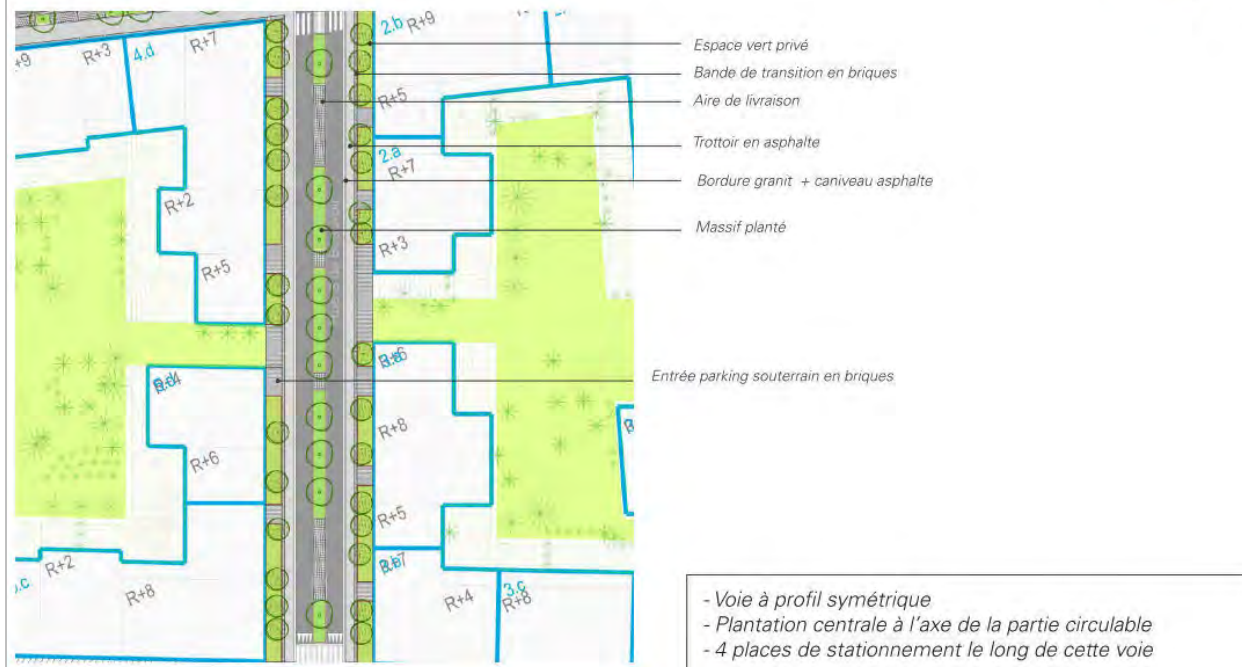 R+9
R+3
4.d
R+7
2.b
R+9
R+5
2.a
R+7
R+2
R+5
R+3
R+4
R+6
R+8
R+6
R+5
R+2
R+8
R+4
3.c
R+8
Espace vert privé
Bande de transition en briques
Aire de livraison
Trottoir en asphalte
Bordure granit + caniveau asphalte
Massif planté
Entrée parking souterrain en briques
- Voie à profil symétrique
- Plantation centrale à l'axe de la partie circulable
- 4 places de stationnement le long de cette voie